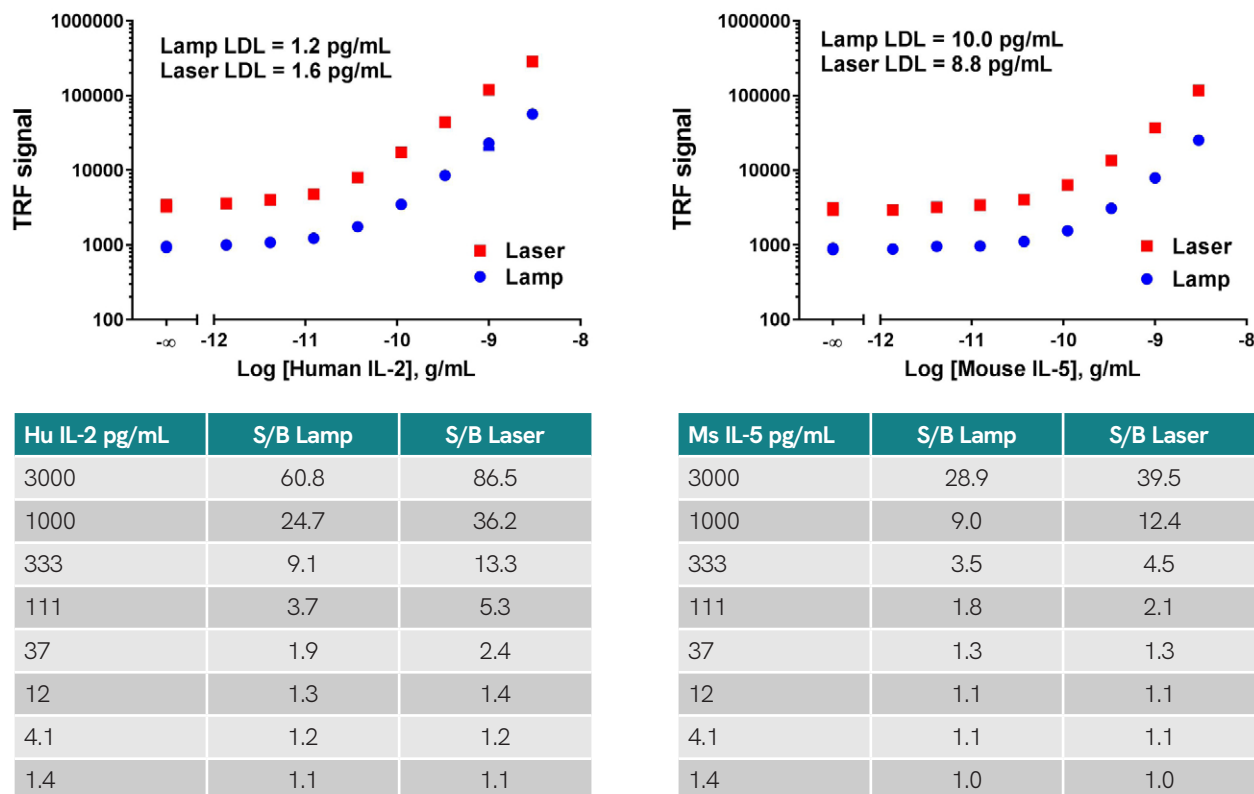 1000000
100000
10000
1000
100
TRF signal
Lamp LDL = 1.2 pg/mL
Laser LDL = 1.6 pg/mL
Laser
Lamp
-∞ -12 -11 -10 -9 -8
Log [Human IL-2], g/mL
1000000
100000
10000
1000
100
TRF signal
Lamp LDL = 10.0 pg/mL
Laser LDL = 8.8 pg/mL
Laser
Lamp
-∞ -12 -11 -10 -9 -8
Log [Mouse IL-5], g/mL
Hu IL-2 pg/mL S/B Lamp S/B Laser
3000 60.8 86.5
1000 24.7 36.2
333 9.1 13.3
111 3.7 5.3
37 1.9 2.4
12 1.3 1.4
4.1 1.2 1.2
1.4 1.1 1.1
Ms IL-5 pg/mL S/B Lamp S/B Laser
3000 28.9 39.5
1000 9.0 12.4
333 3.5 4.5
111 1.8 2.1
37 1.3 1.3
12 1.1 1.1
4.1 1.1 1.1
1.4 1.0 1.0